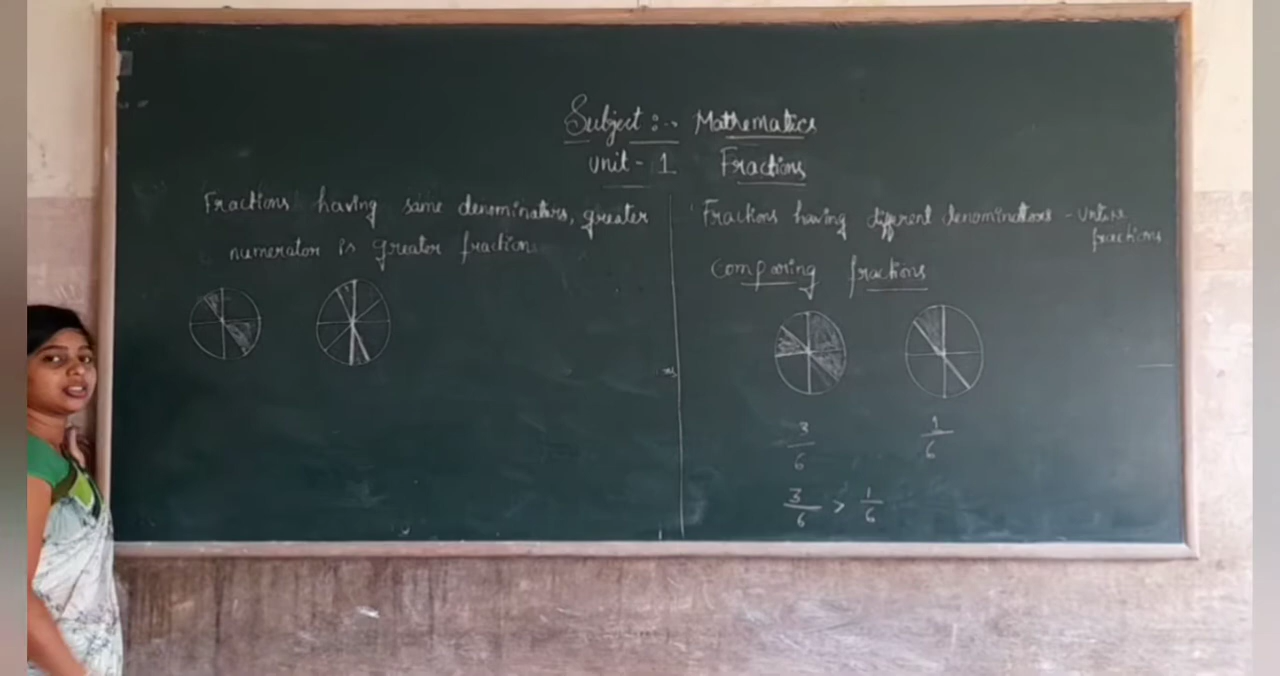 Subject :- Mathematics
Unit - 1 Fractions
Fractions having same denominators, greater
numerator is greater fraction.
Fractions having different denominators - unlike
fractions
Comparing fractions
3/6 1/6
3/6 > 1/6